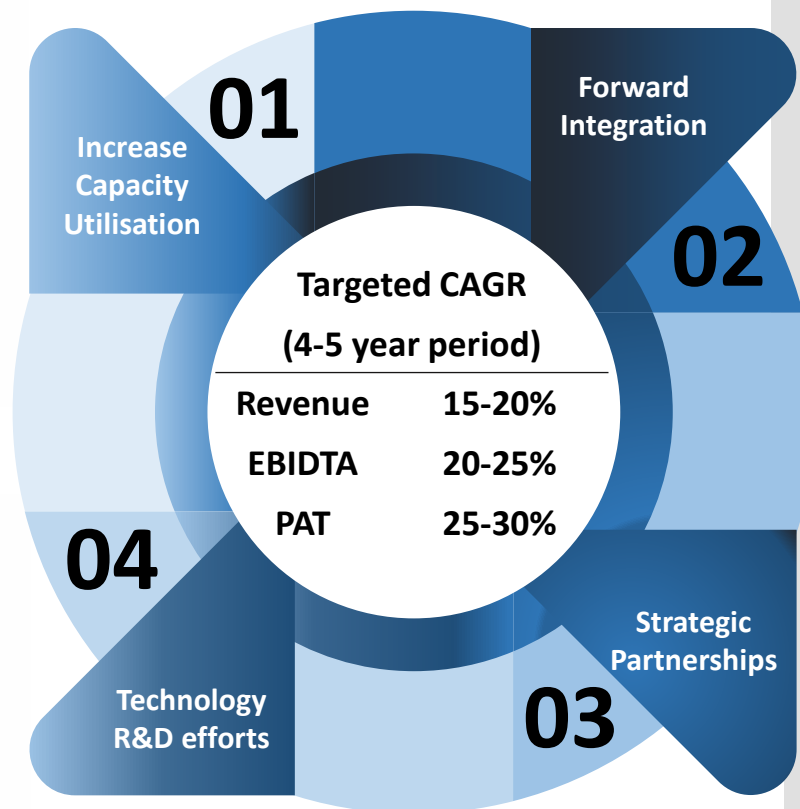 01
Increase
Capacity
Utilisation
Forward
Integration
02
Targeted CAGR
(4-5 year period)
Revenue 15-20%
EBIDTA 20-25%
PAT 25-30%
04
Technology
R&D efforts
Strategic
Partnerships
03